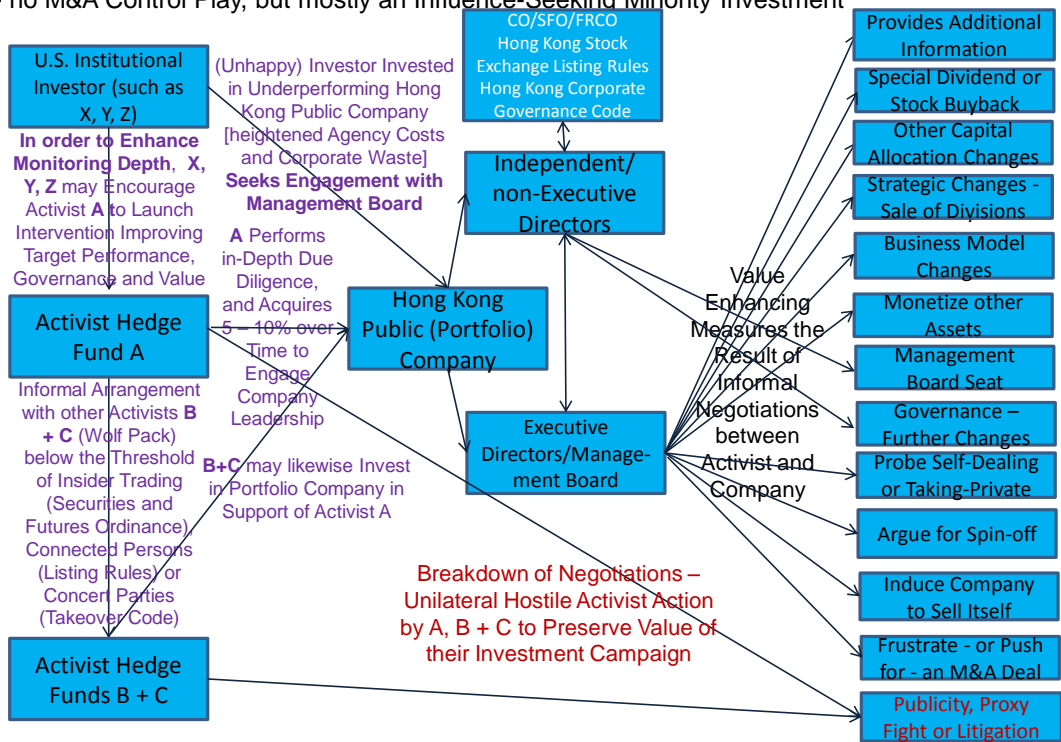 - no M&A Control Play, but mostly an Influence-Seeking Minority Investment
U.S. Institutional
Investor (such as
X, Y, Z)
In order to Enhance
Monitoring Depth, X,
Y, Z may Encourage
Activist A to Launch
Intervention Improving
Target Performance,
Governance and Value
Activist Hedge
Fund A
Informal Arrangement
with other Activists B
+ C (Wolf Pack)
below the Threshold
of Insider Trading
(Securities and
Futures Ordinance),
Connected Persons
(Listing Rules) or
Concert Parties
(Takeover Code)
Activist Hedge
Funds B + C
(Unhappy) Investor Invested
in Underperforming Hong
Kong Public Company
[heightened Agency Costs
and Corporate Waste]
Seeks Engagement with
Management Board
A Performs
in-Depth Due
Diligence,
and Acquires
5 – 10% over
Time to
Engage
Company
Leadership
B+C may likewise Invest
in Portfolio Company in
Support of Activist A
Hong Kong
Public (Portfolio)
Company
CO/SFO/FRCO
Hong Kong Stock
Exchange Listing Rules
Hong Kong Corporate
Governance Code
Independent/
non-Executive
Directors
Executive
Directors/Manage-
ment Board
Breakdown of Negotiations –
Unilateral Hostile Activist Action
by A, B + C to Preserve Value of
their Investment Campaign
Value
Enhancing
Measures the
Result of
Informal
Negotiations
between
Activist and
Company
Provides Additional
Information
Special Dividend or
Stock Buyback
Other Capital
Allocation Changes
Strategic Changes -
Sale of Divisions
Business Model
Changes
Monetize other
Assets
Management
Board Seat
Governance –
Further Changes
Probe Self-Dealing
or Taking-Private
Argue for Spin-off
Induce Company
to Sell Itself
Frustrate - or Push
for - an M&A Deal
Publicity, Proxy
Fight or Litigation